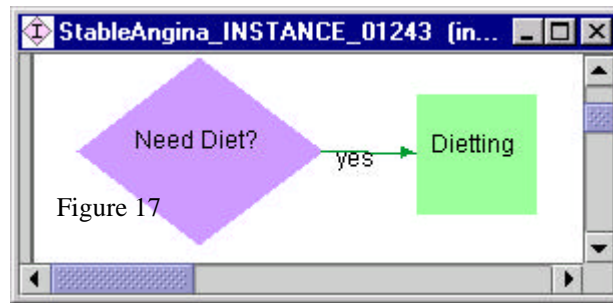 StableAngina_INSTANCE_01243 (in...
Need Diet?
yes
Dietting
Figure 17